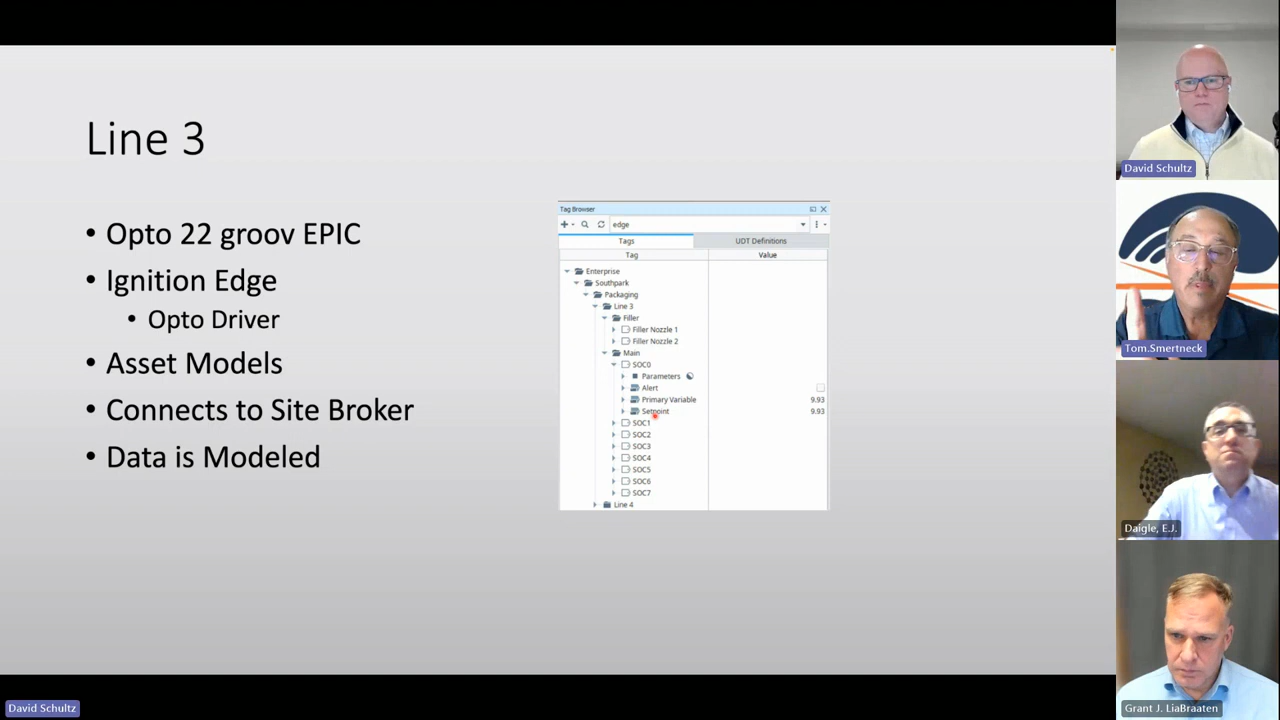 Line 3
• Opto 22 groov EPIC
• Ignition Edge
• Opto Driver
• Asset Models
• Connects to Site Broker
• Data is Modeled
Tag Browser
edge
Tags UDT Definitions
Tag Value
Enterprise
Southpark
Packaging
Line 3
Filler
Filler Nozzle 1
Filler Nozzle 2
Main
SOC0
Parameters
Alert
Primary Variable 9.93
Setpoint 9.93
SOC1
SOC2
SOC3
SOC4
SOC5
SOC6
SOC7
Line 4
David Schultz
Tom.Smertneck
Daigle, E.J.
Grant J. LiaBraaten
David Schultz